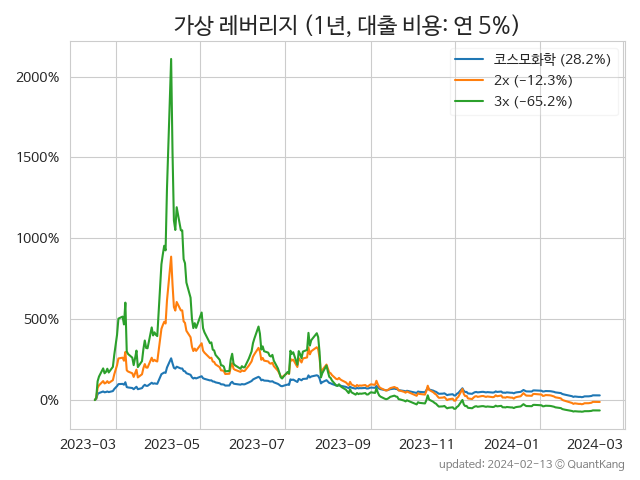 가상 레버리지 (1년, 대출 비용: 연 5%)
코스모화학 (28.2%)
2x (-12.3%)
3x (-65.2%)
2000%
1500%
1000%
500%
0%
2023-03 2023-05 2023-07 2023-09 2023-11 2024-01 2024-03
updated: 2024-02-13 © QuantKang